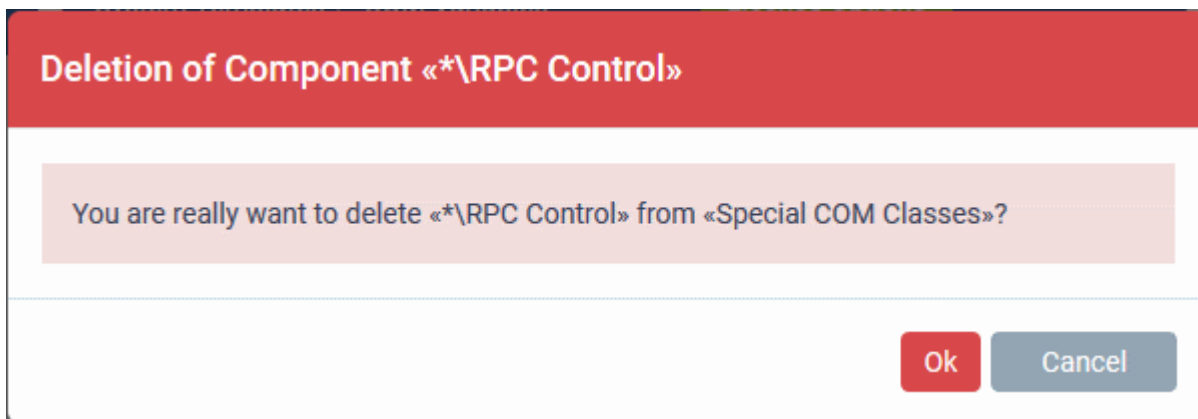 Deletion of Component «*\RPC Control»
You are really want to delete «*\RPC Control» from «Special COM Classes»?
Ok
Cancel